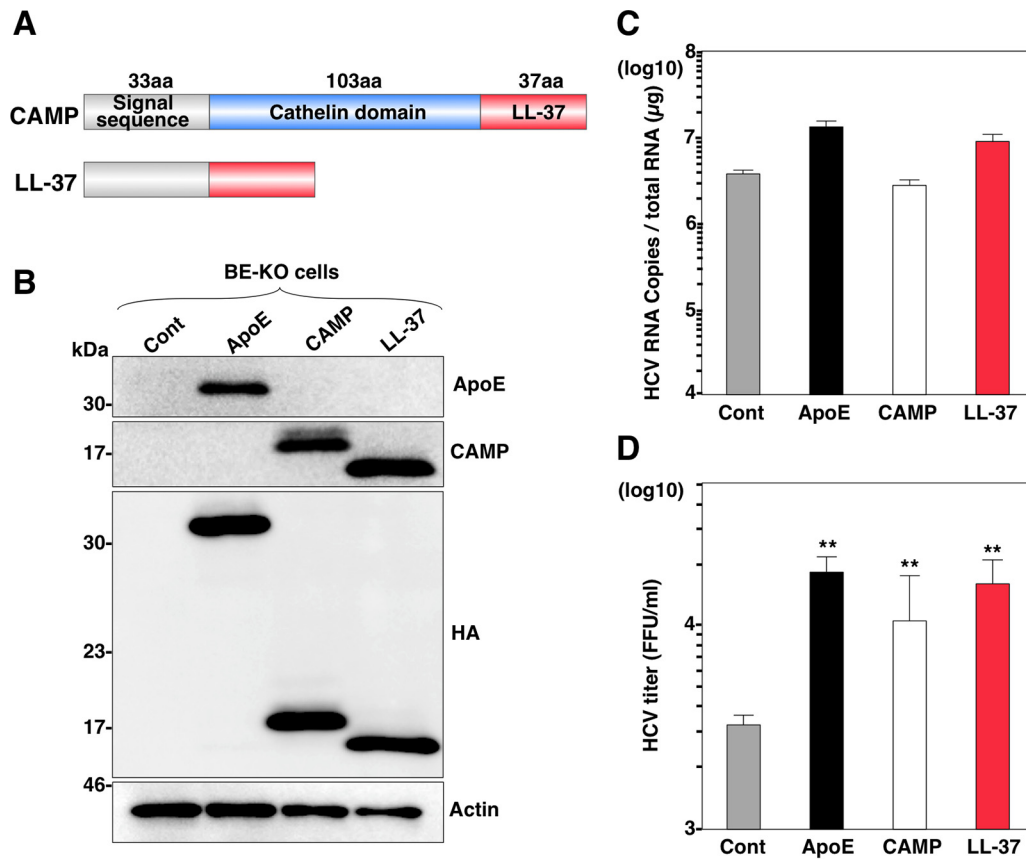 A
33aa 103aa 37aa
CAMP Signal sequence Cathelin domain LL-37
LL-37
B
BE-KO cells
Cont ApoE CAMP LL-37
kDa
30- ApoE
17- CAMP
30-
HA
23-
17-
46-
Actin
C
(log10)
HCV RNA Copies / total RNA (µg)
8
7
6
5
4
Cont ApoE CAMP LL-37
D
(log10)
HCV titer (FFU/ml)
** ** **
4
3
Cont ApoE CAMP LL-37